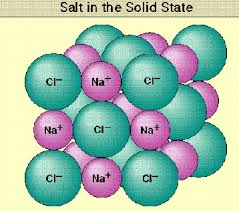 Salt in the Solid State
Cl⁻ Na⁺ Cl⁻
Na⁺ Cl⁻ Na⁺
Cl⁻ Na⁺ Cl⁻